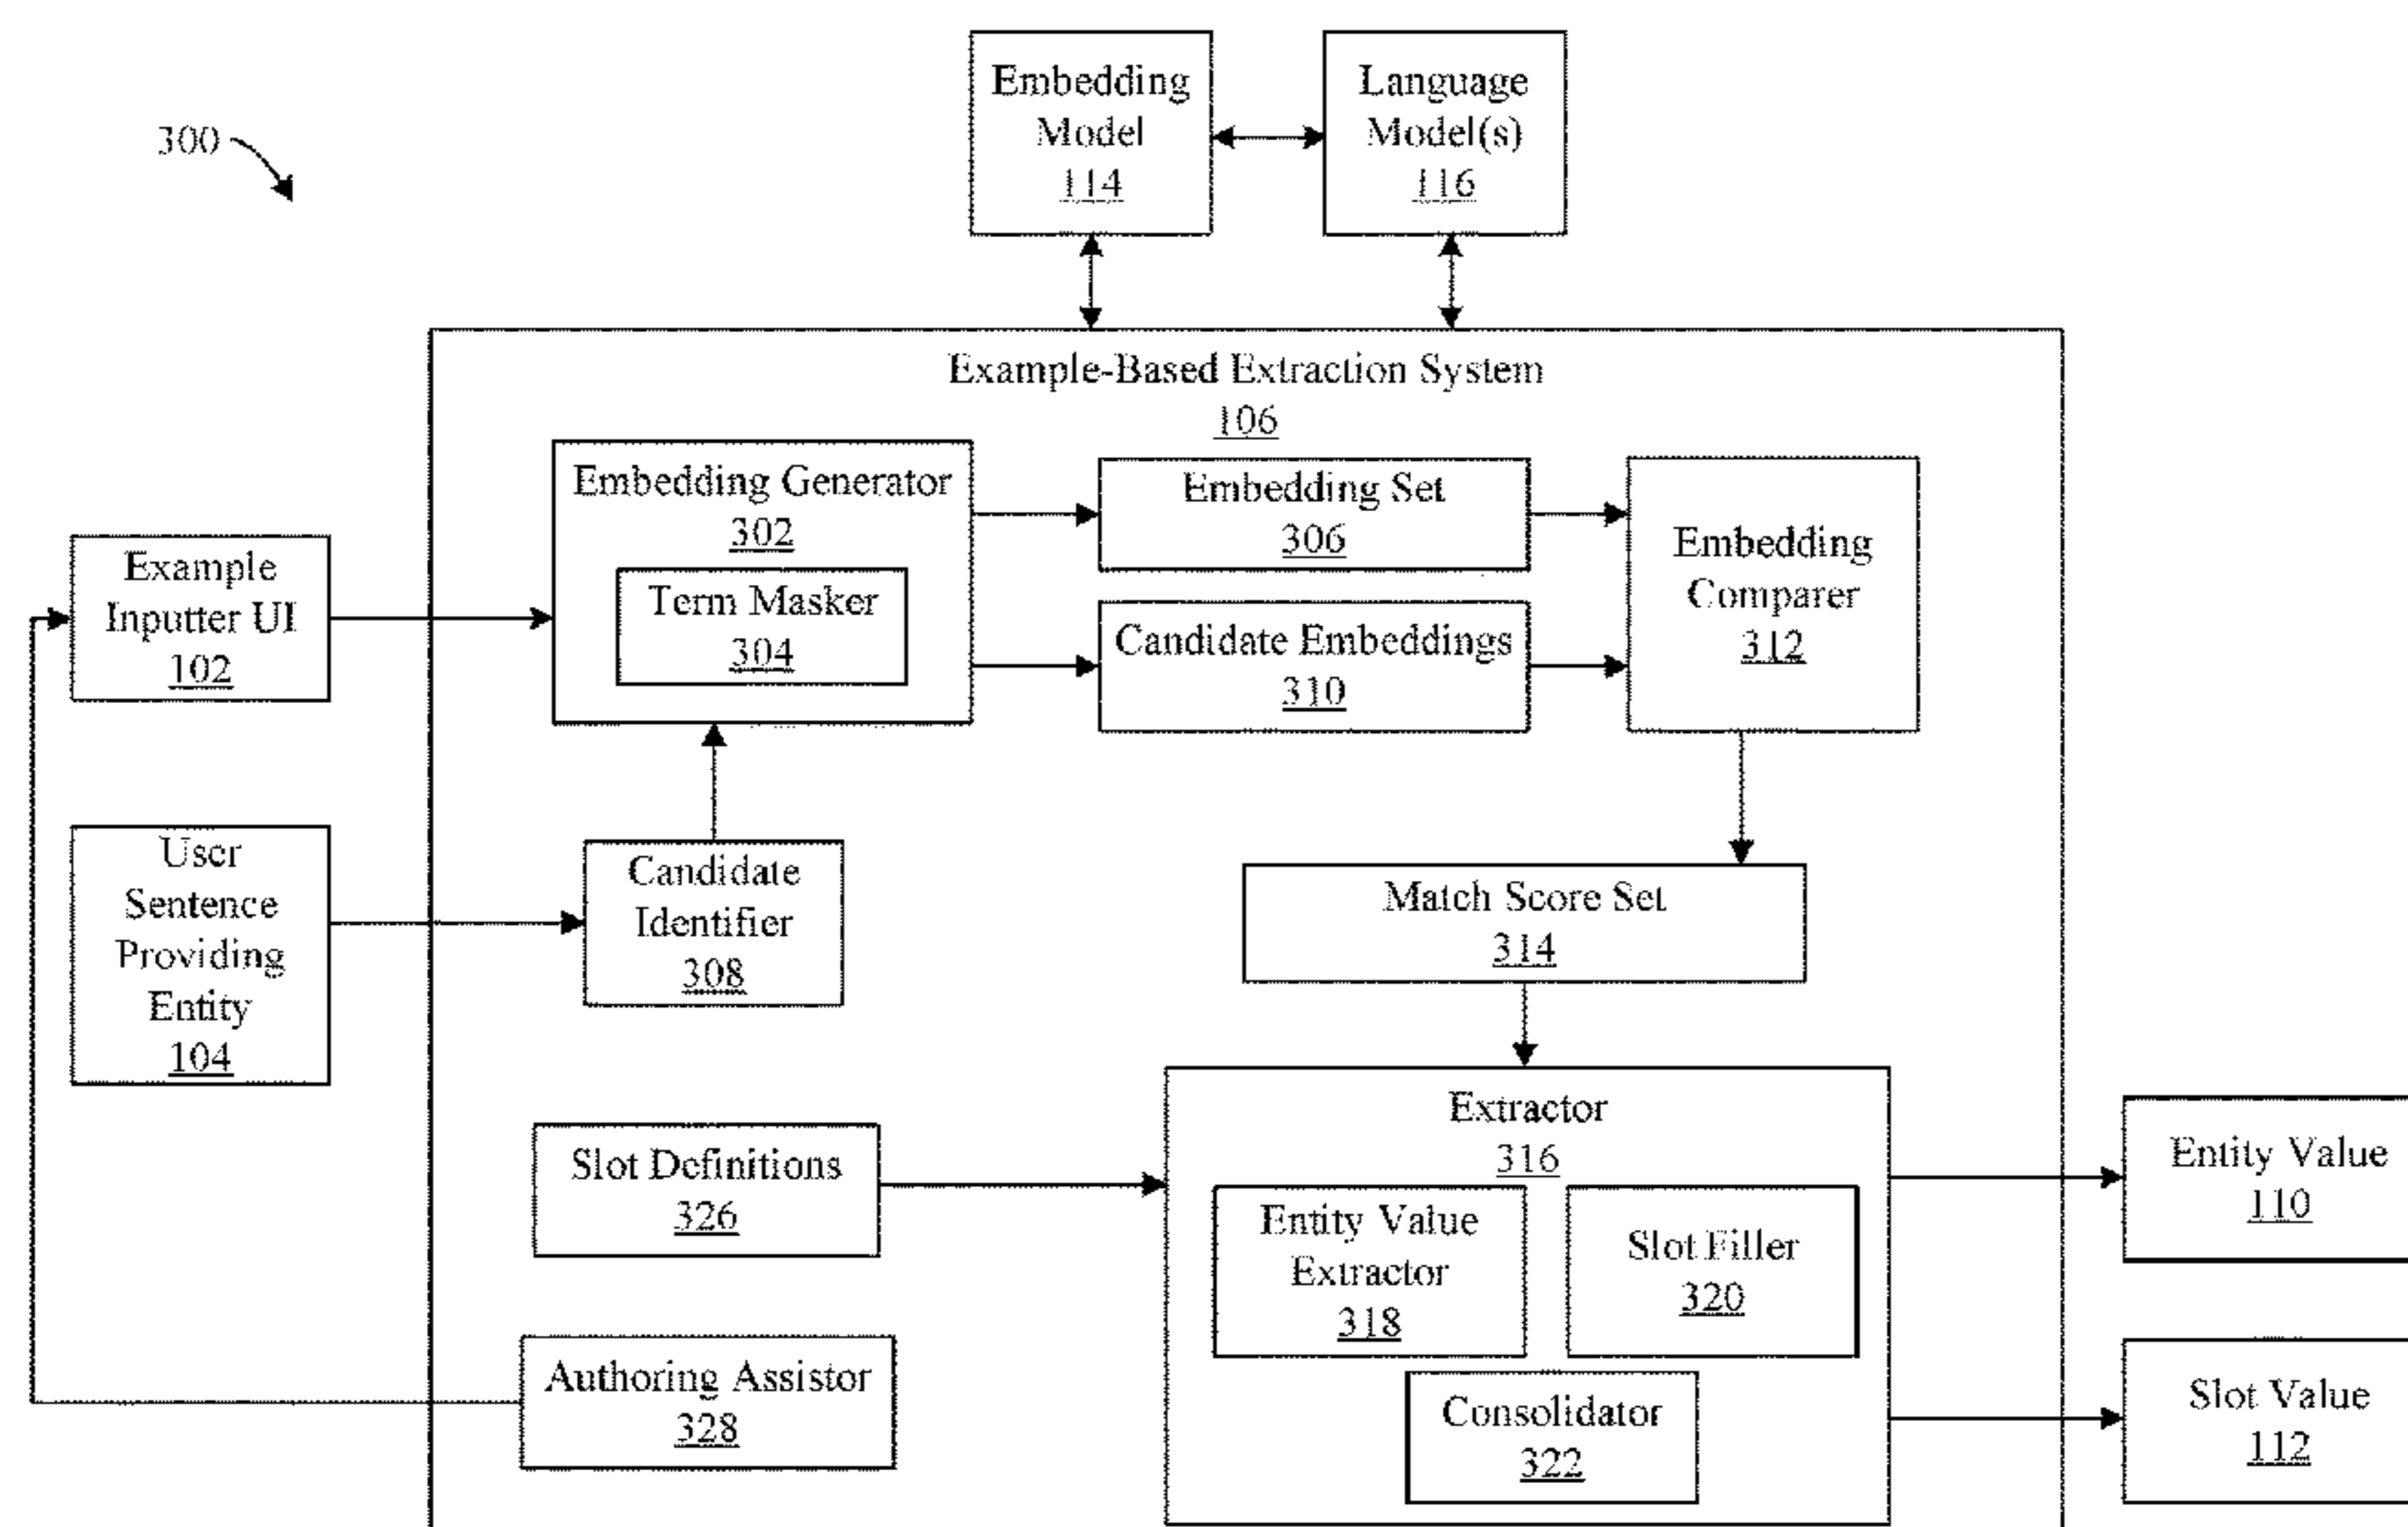 Embedding
Model
114
Language
Model(s)
116
300
Example-Based Extraction System
106
Embedding Generator
302
Term Masker
304
Embedding Set
306
Candidate Embeddings
310
Embedding
Comparer
312
Example
Inputter UI
102
User
Sentence
Providing
Entity
104
Candidate
Identifier
308
Match Score Set
314
Slot Definitions
326
Extractor
316
Entity Value
Extractor
318
Slot Filler
320
Consolidator
322
Entity Value
110
Authoring Assistor
328
Slot Value
112